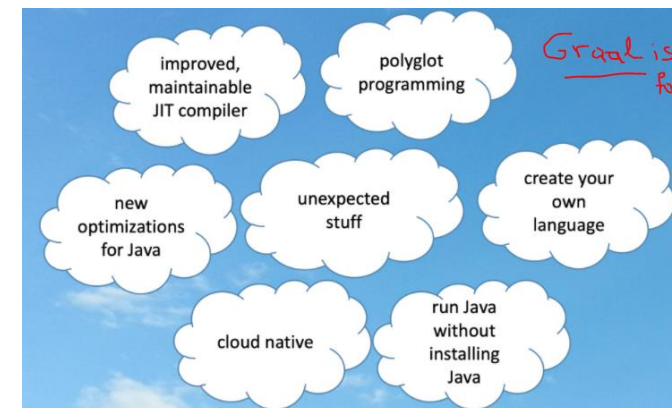 improved,
maintainable
JIT compiler
polyglot
programming
Graal is
fo
new
optimizations
for Java
unexpected
stuff
create your
own
language
cloud native
run Java
without
installing
Java